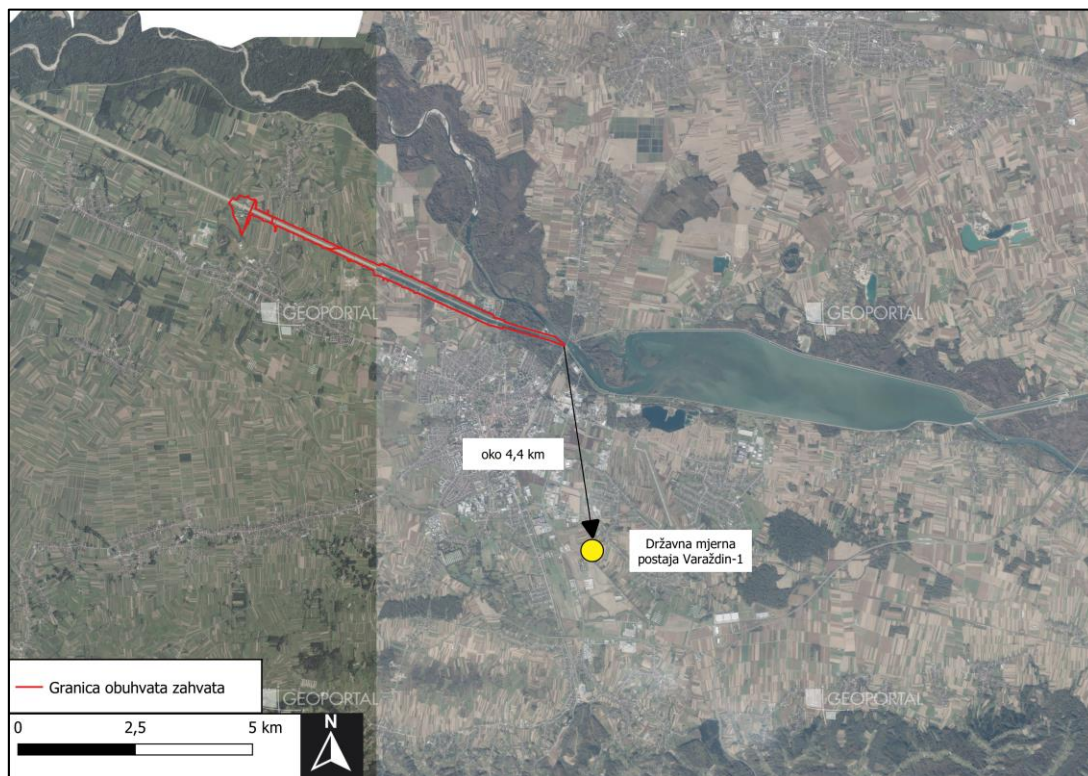 GEOPORTAL
GEOPORTAL
oko 4,4 km
Državna mjerna
postaja Varaždin-1
Granica obuhvata zahvata
GEOPORTAL
GEOPORTAL
0 2,5 5 km
N